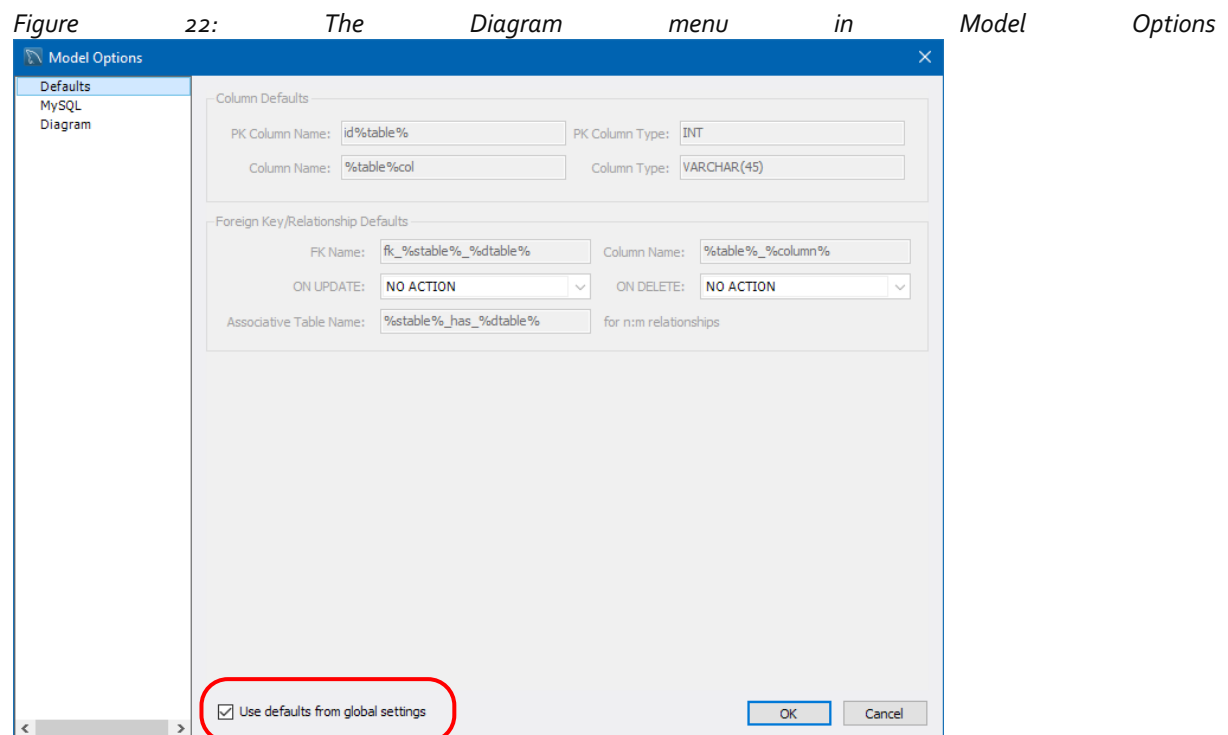 Figure 22: The Diagram menu in Model Options
Model Options
Defaults
MySQL
Diagram
Column Defaults
PK Column Name: id%table% PK Column Type: INT
Column Name: %table%col Column Type: VARCHAR(45)
Foreign Key/Relationship Defaults
FK Name: fk_%stable%_%dtable% Column Name: %table%_%column%
ON UPDATE: NO ACTION ON DELETE: NO ACTION
Associative Table Name: %stable%_has_%dtable% for n:m relationships
Use defaults from global settings OK Cancel